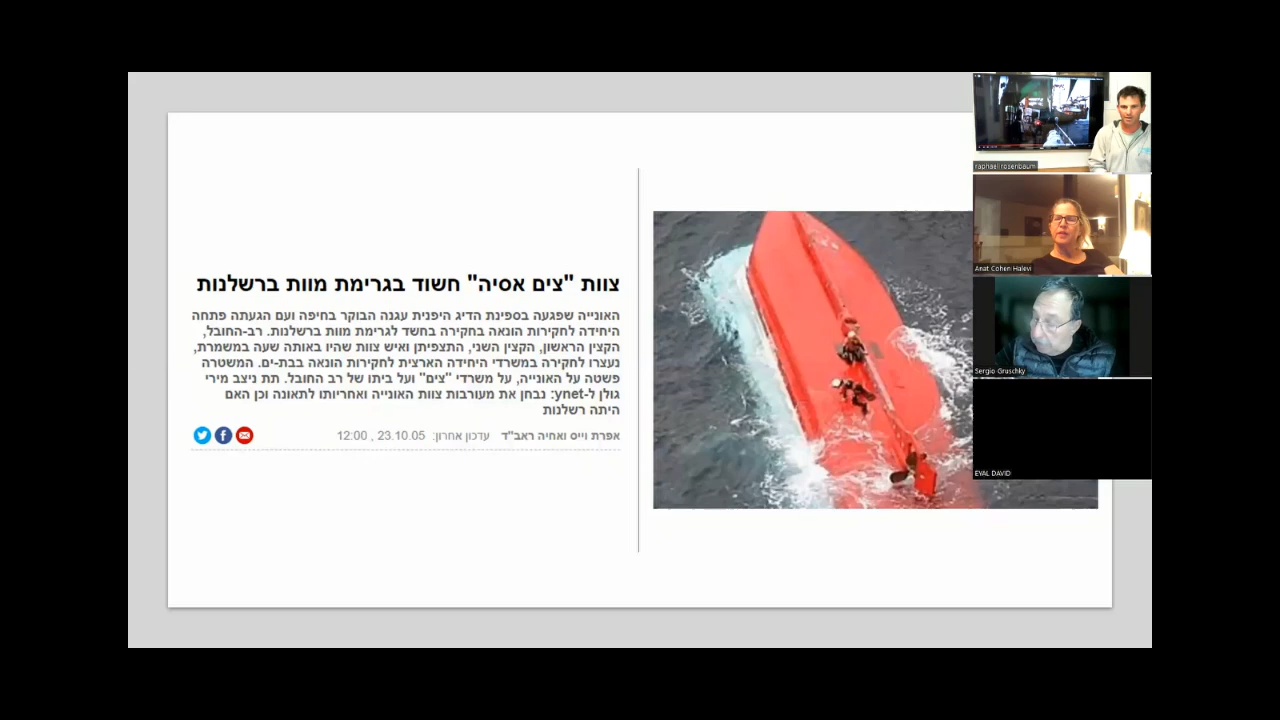 צוות "צים אסיה" חשוד בגרימת מוות ברשלנות
האונייה שפגעה בספינת הדיג היפנית עגנה הבוקר בחיפה ועם הגעתה פתחה
היחידה לחקירות הונאה בחקירה בחשד לגרימת מוות ברשלנות. רב-החובל,
הקצין הראשון, הקצין השני, התצפיתן ואיש צוות שהיו באותה שעה במשמרת,
נעצרו לחקירה במשרדי היחידה הארצית לחקירות הונאה בבת-ים. המשטרה
פשטה על האונייה, על משרדי "צים" ועל ביתו של רב החובל. תת ניצב מירי
גולן ל-ynet: נבחן את מעורבות צוות האונייה ואחריותו לתאונה וכן האם
היתה רשלנות
אפרת וייס ואחיה ראב"ד עדכון אחרון: 23.10.05 , 12:00
raphael rosenbaum
Anat Cohen Halevi
Sergio Gruschky
EYAL DAVID